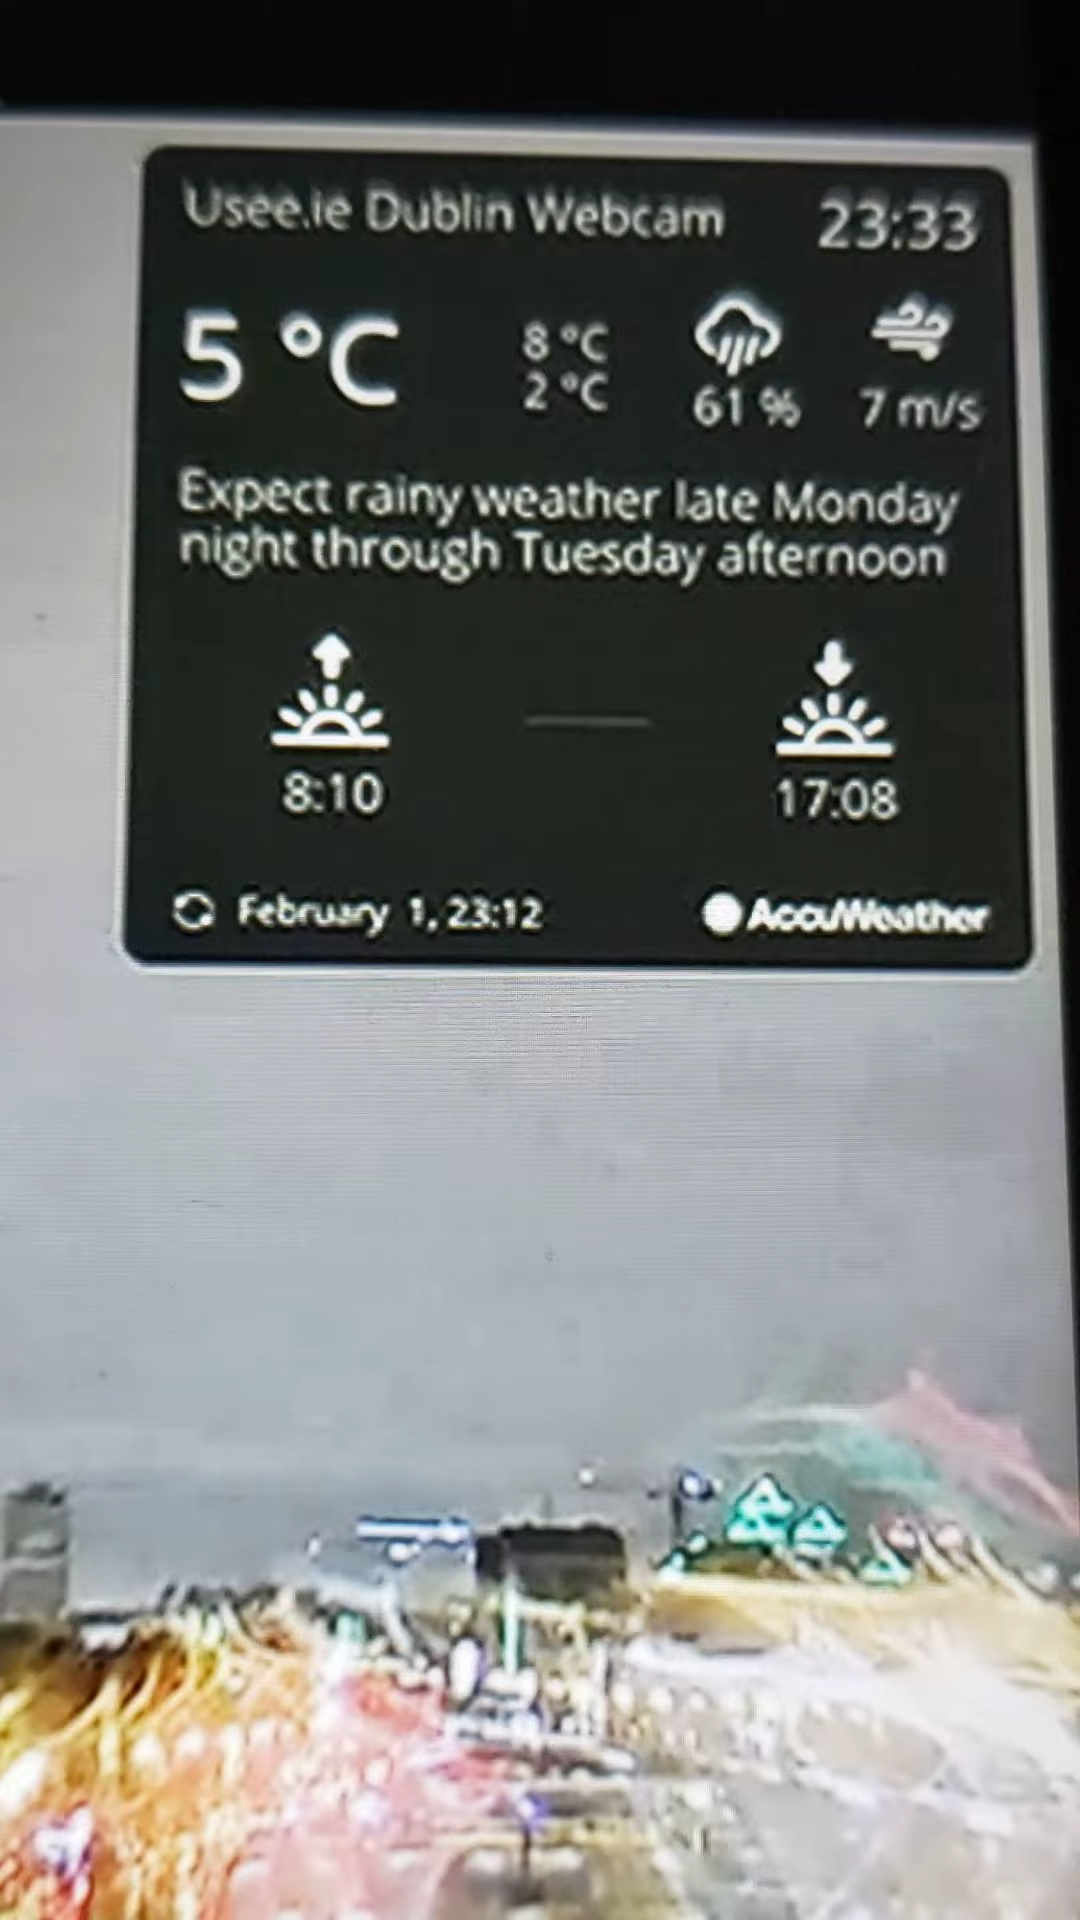 Usee.ie Dublin Webcam 23:33
5 °C 8 °C 61 % 7 m/s
2 °C
Expect rainy weather late Monday
night through Tuesday afternoon
8:10 17:08
February 1, 23:12 AccuWeather